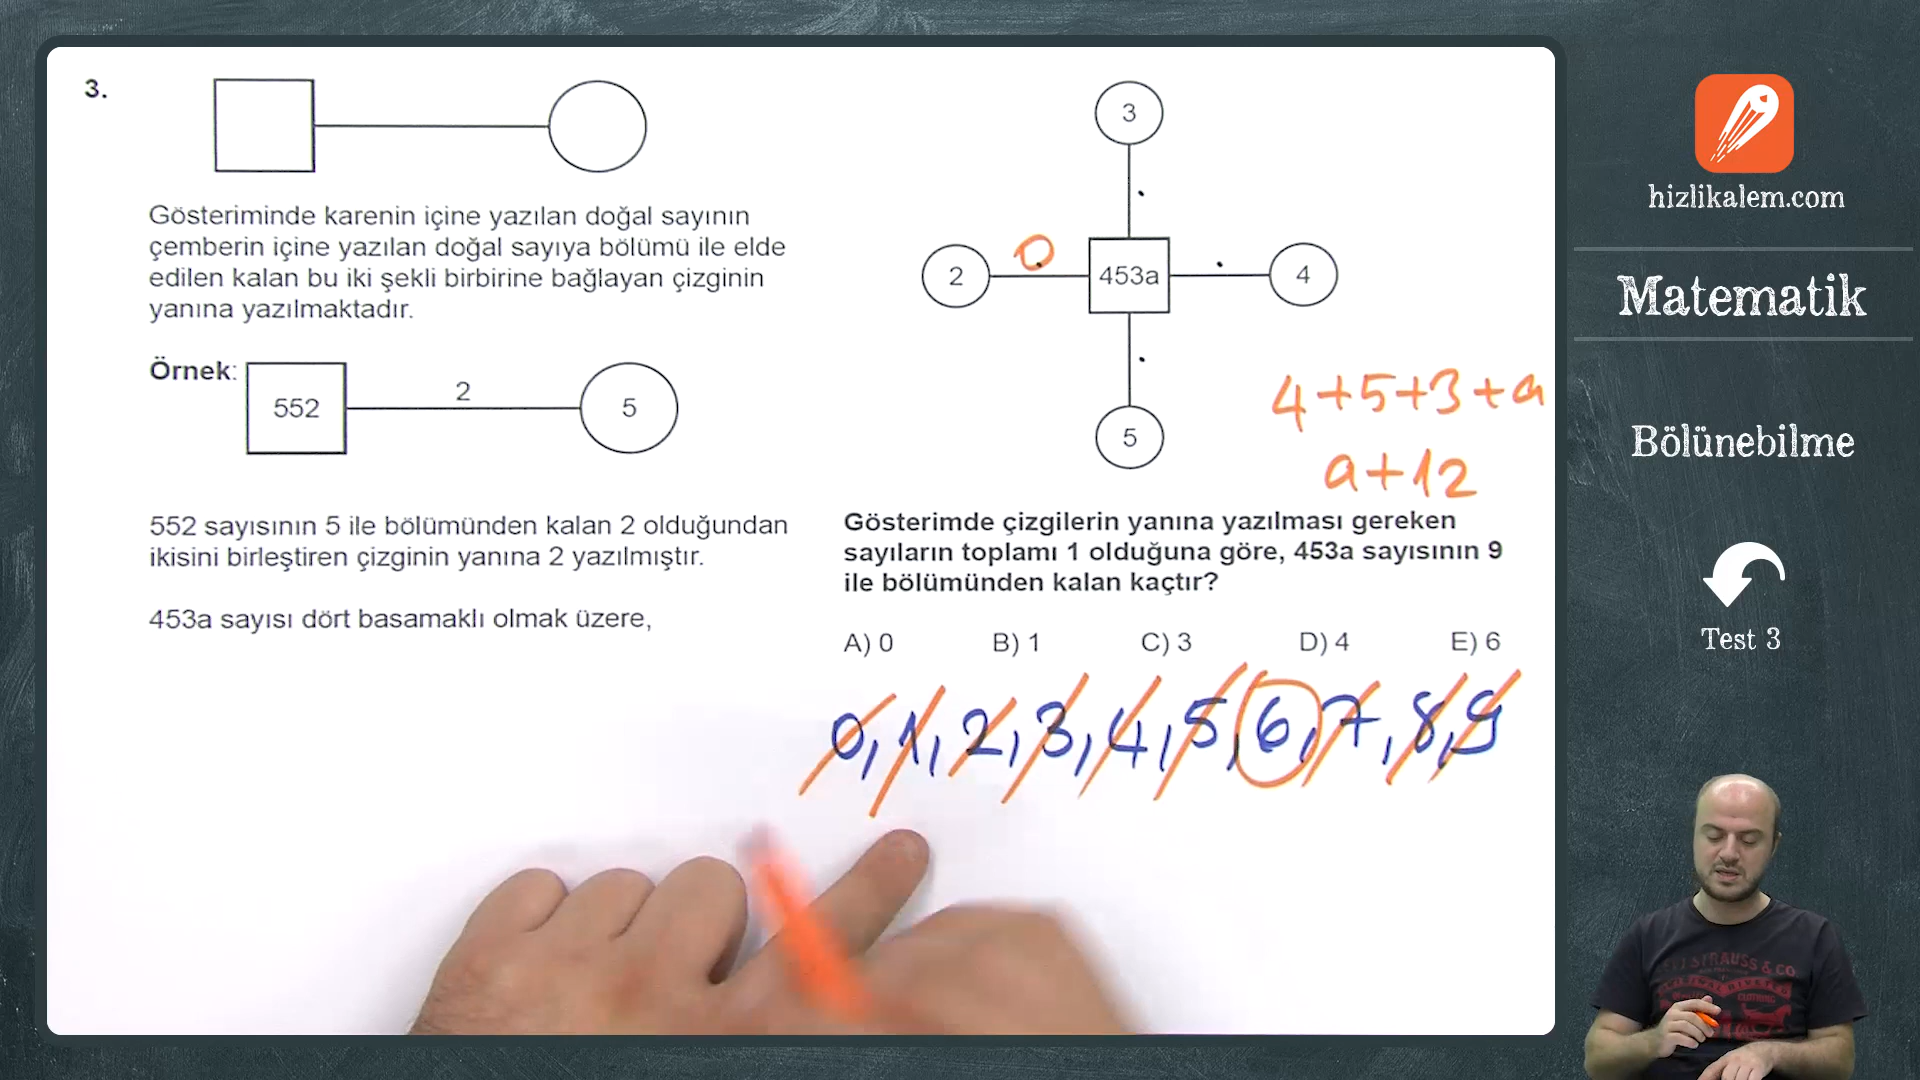 3.
Gösteriminde karenin içine yazılan doğal sayının
çemberin içine yazılan doğal sayıya bölümü ile elde
edilen kalan bu iki şekli birbirine bağlayan çizginin
yanına yazılmaktadır.
Örnek:
552
2
5
552 sayısının 5 ile bölümünden kalan 2 olduğundan
ikisini birleştiren çizginin yanına 2 yazılmıştır.
453a sayısı dört basamaklı olmak üzere,
3
2
0
453a
4
5
4+5+3+a
a+12
Gösterimde çizgilerin yanına yazılması gereken
sayıların toplamı 1 olduğuna göre, 453a sayısının 9
ile bölümünden kalan kaçtır?
A) 0 B) 1 C) 3 D) 4 E) 6
0, 1, 2, 3, 4, 5, 6, 7, 8, 9
hizlikalem.com
Matematik
Bölünebilme
Test 3